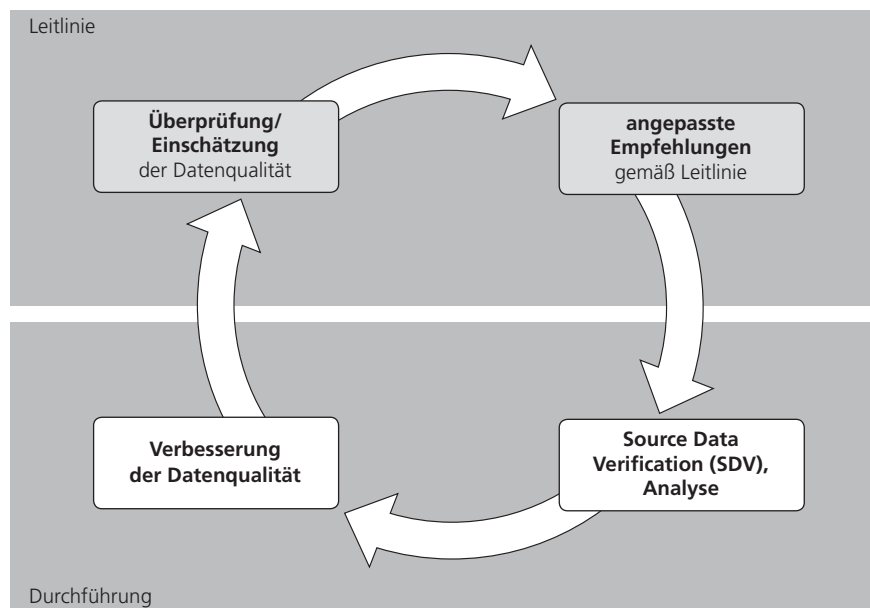 Leitlinie
Überprüfung/
Einschätzung
der Datenqualität
angepasste
Empfehlungen
gemäß Leitlinie
Verbesserung
der Datenqualität
Source Data
Verification (SDV),
Analyse
Durchführung